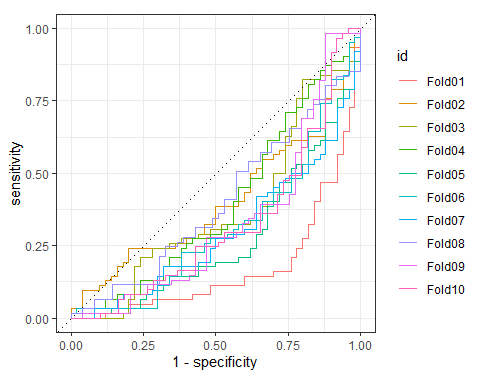 1.00
0.75
0.50
0.25
0.00
sensitivity
0.00 0.25 0.50 0.75 1.00
1 - specificity
id
Fold01
Fold02
Fold03
Fold04
Fold05
Fold06
Fold07
Fold08
Fold09
Fold10